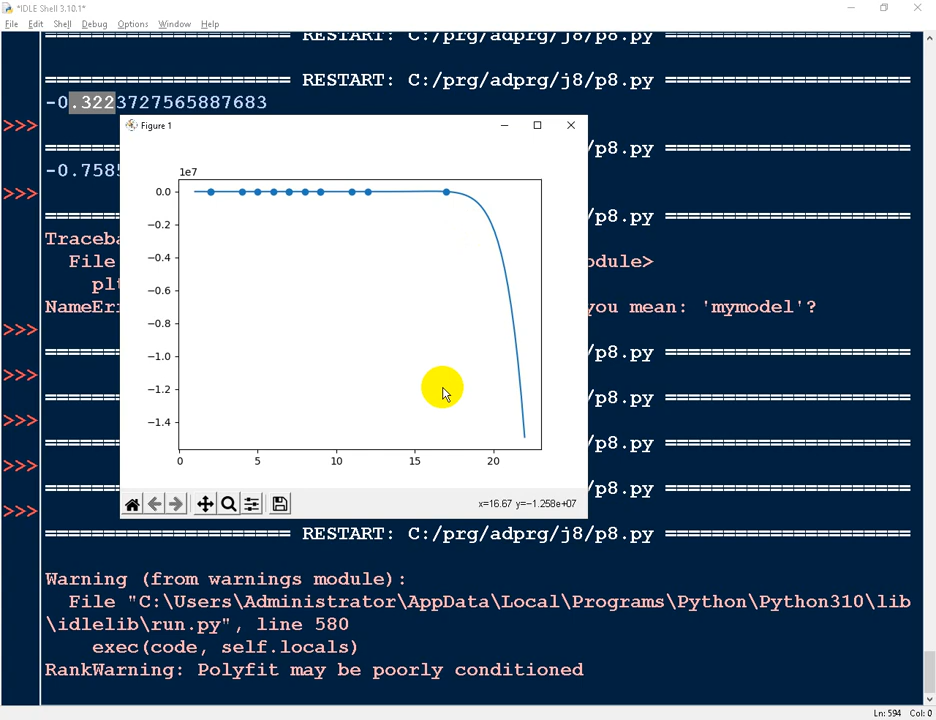 *IDLE Shell 3.10.1*
File Edit Shell Debug Options Window Help
===================== RESTART: C:/prg/adprg/j8/p8.py =====================
===================== RESTART: C:/prg/adprg/j8/p8.py =====================
-0.3223727565887683
>>>
/p8.py =====================
-0.7585
>>>
/p8.py =====================
Traceba
File odule>
plt
NameErr you mean: 'mymodel'?
>>>
/p8.py =====================
>>>
/p8.py =====================
>>>
/p8.py =====================
>>>
/p8.py =====================
>>>
===================== RESTART: C:/prg/adprg/j8/p8.py =====================
Warning (from warnings module):
File "C:\Users\Administrator\AppData\Local\Programs\Python\Python310\lib
\idlelib\run.py", line 580
exec(code, self.locals)
RankWarning: Polyfit may be poorly conditioned
Figure 1
1e7
0.0
−0.2
−0.4
−0.6
−0.8
−1.0
−1.2
−1.4
0 5 10 15 20
x=16.67 y=−1.258e+07
Ln: 594 Col: 0